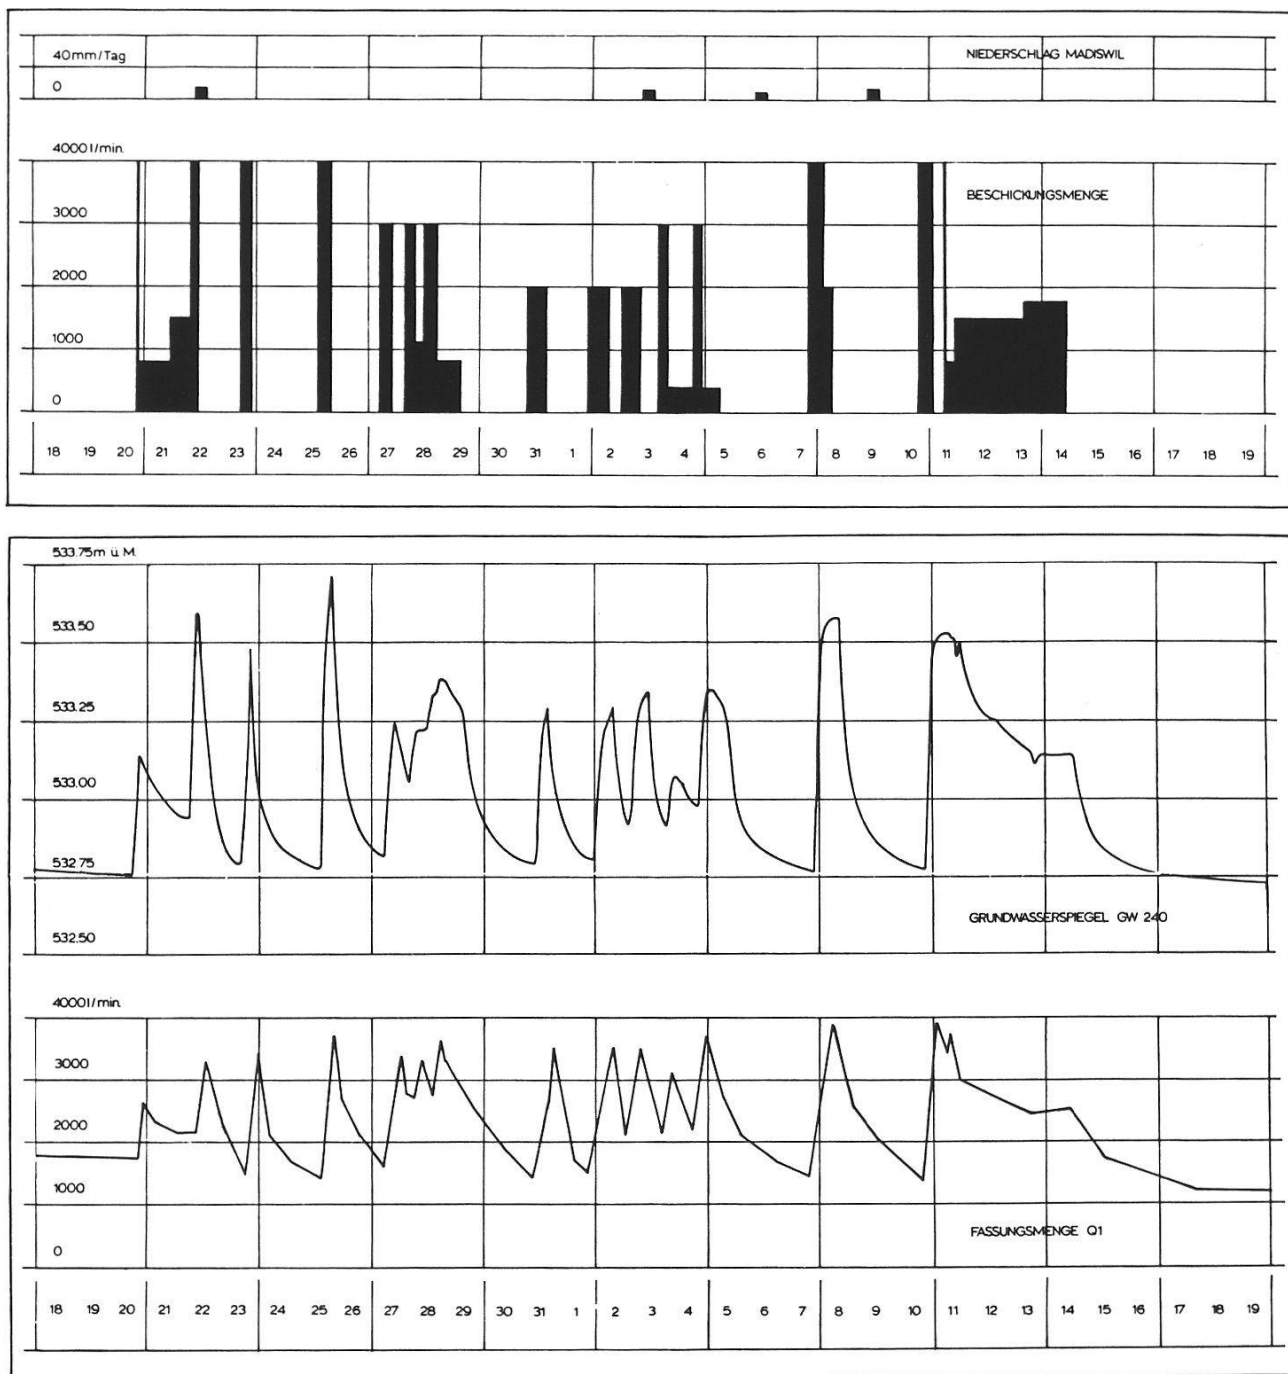 40mm/Tag NIEDERSCHLAG MADISWIL
0
4000 l/min.
BESCHICKUNGSMENGE
3000
2000
1000
0
18 19 20 21 22 23 24 25 26 27 28 29 30 31 1 2 3 4 5 6 7 8 9 10 11 12 13 14 15 16 17 18 19
533.75m ü. M.
533.50
533.25
533.00
532.75
GRUNDWASSERSPIEGEL GW 240
532.50
4000 l/min.
3000
2000
1000
FASSUNGSMENGE Q1
0
18 19 20 21 22 23 24 25 26 27 28 29 30 31 1 2 3 4 5 6 7 8 9 10 11 12 13 14 15 16 17 18 19